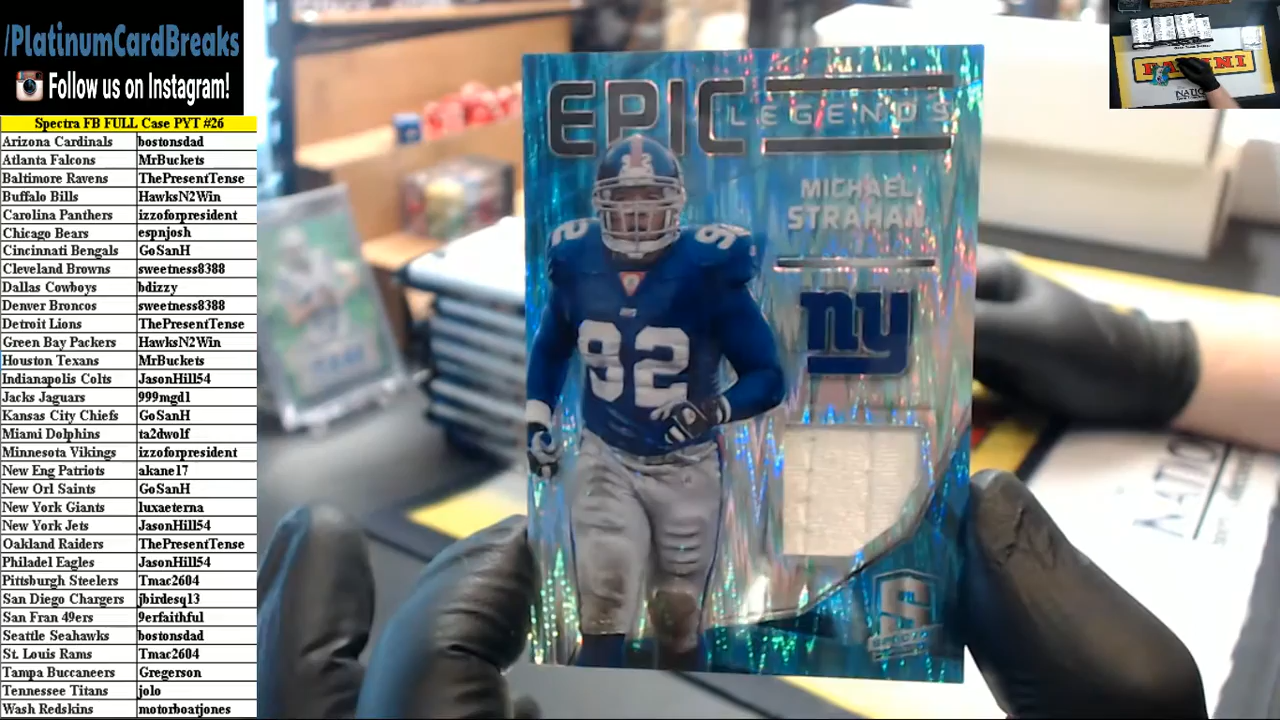 /PlatinumCardBreaks
Follow us on Instagram!
Spectra FB FULL Case PYT #26
Arizona Cardinals bostonsdad
Atlanta Falcons MrBuckets
Baltimore Ravens ThePresentTense
Buffalo Bills HawksN2Win
Carolina Panthers izzoforpresident
Chicago Bears espnjosh
Cincinnati Bengals GoSanH
Cleveland Browns sweetness8388
Dallas Cowboys bdizzy
Denver Broncos sweetness8388
Detroit Lions ThePresentTense
Green Bay Packers HawksN2Win
Houston Texans MrBuckets
Indianapolis Colts JasonHill54
Jacks Jaguars 999mgd1
Kansas City Chiefs GoSanH
Miami Dolphins ta2dwolf
Minnesota Vikings izzoforpresident
New Eng Patriots akane17
New Orl Saints GoSanH
New York Giants luxaeterna
New York Jets JasonHill54
Oakland Raiders ThePresentTense
Philadel Eagles JasonHill54
Pittsburgh Steelers Tmac2604
San Diego Chargers jbirdesq13
San Fran 49ers 9erfaithful
Seattle Seahawks bostonsdad
St. Louis Rams Tmac2604
Tampa Buccaneers Gregerson
Tennessee Titans jolo
Wash Redskins motorboatjones
EPIC
LEGENDS
MICHAEL
STRAHAN
ny
92
92
92
92
S
SPECTRA
PANINI